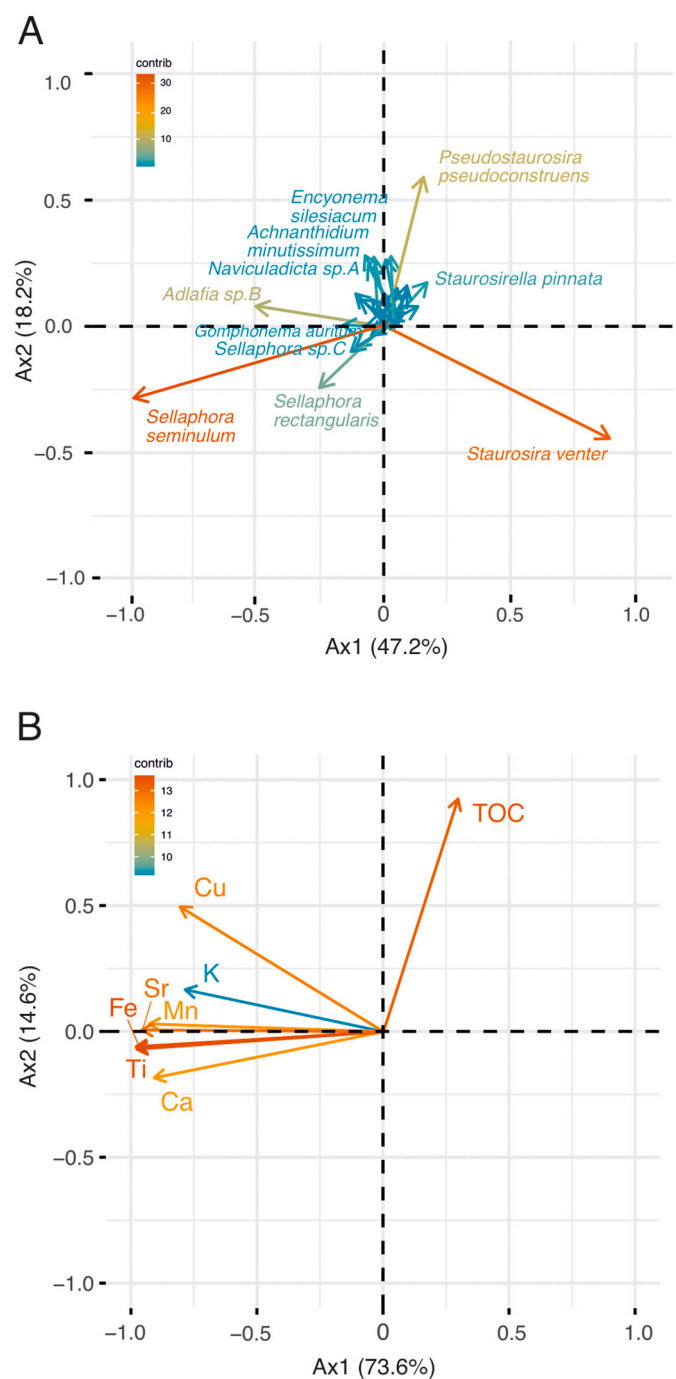 A
contrib
30
20
10
1.0
0.5
0.0
−0.5
−1.0
Ax2 (18.2%)
Pseudostaurosira
pseudoconstruens
Encyonema
silesiacum
Achnanthidium
minutissimum
Naviculadicta sp.A
Staurosirella pinnata
Adlafia sp.B
Gomphonema auritum
Sellaphora sp.C
Sellaphora
rectangularis
Sellaphora
seminulum
Staurosira venter
−1.0
−0.5
0
0.5
1.0
Ax1 (47.2%)
B
contrib
13
12
11
10
1.0
0.5
0.0
−0.5
−1.0
Ax2 (14.6%)
TOC
Cu
K
Sr
Fe
Mn
Ti
Ca
−1.0
−0.5
0
0.5
1.0
Ax1 (73.6%)